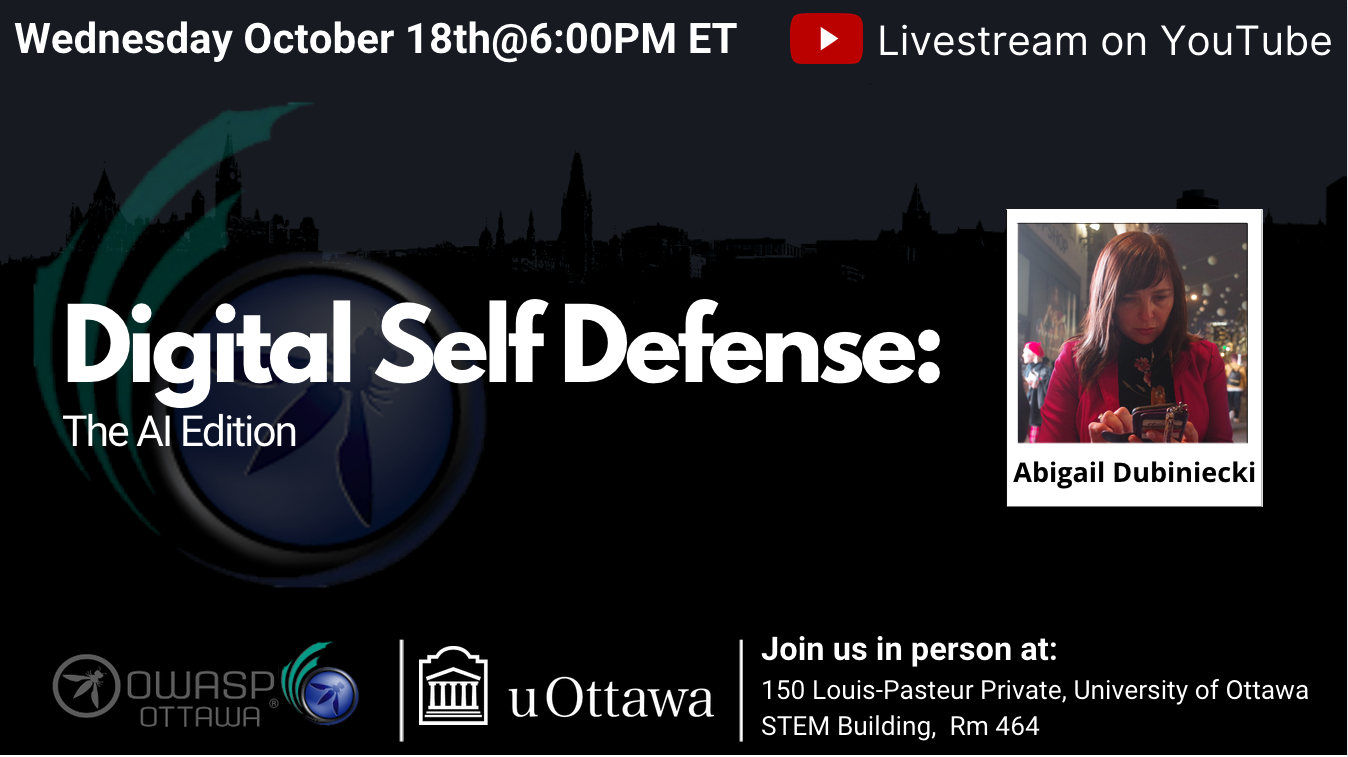 Wednesday October 18th@6:00PM ET
Livestream on YouTube
Digital Self Defense:
The AI Edition
Abigail Dubiniecki
OWASP®
OTTAWA
uOttawa
Join us in person at:
150 Louis-Pasteur Private, University of Ottawa
STEM Building, Rm 464